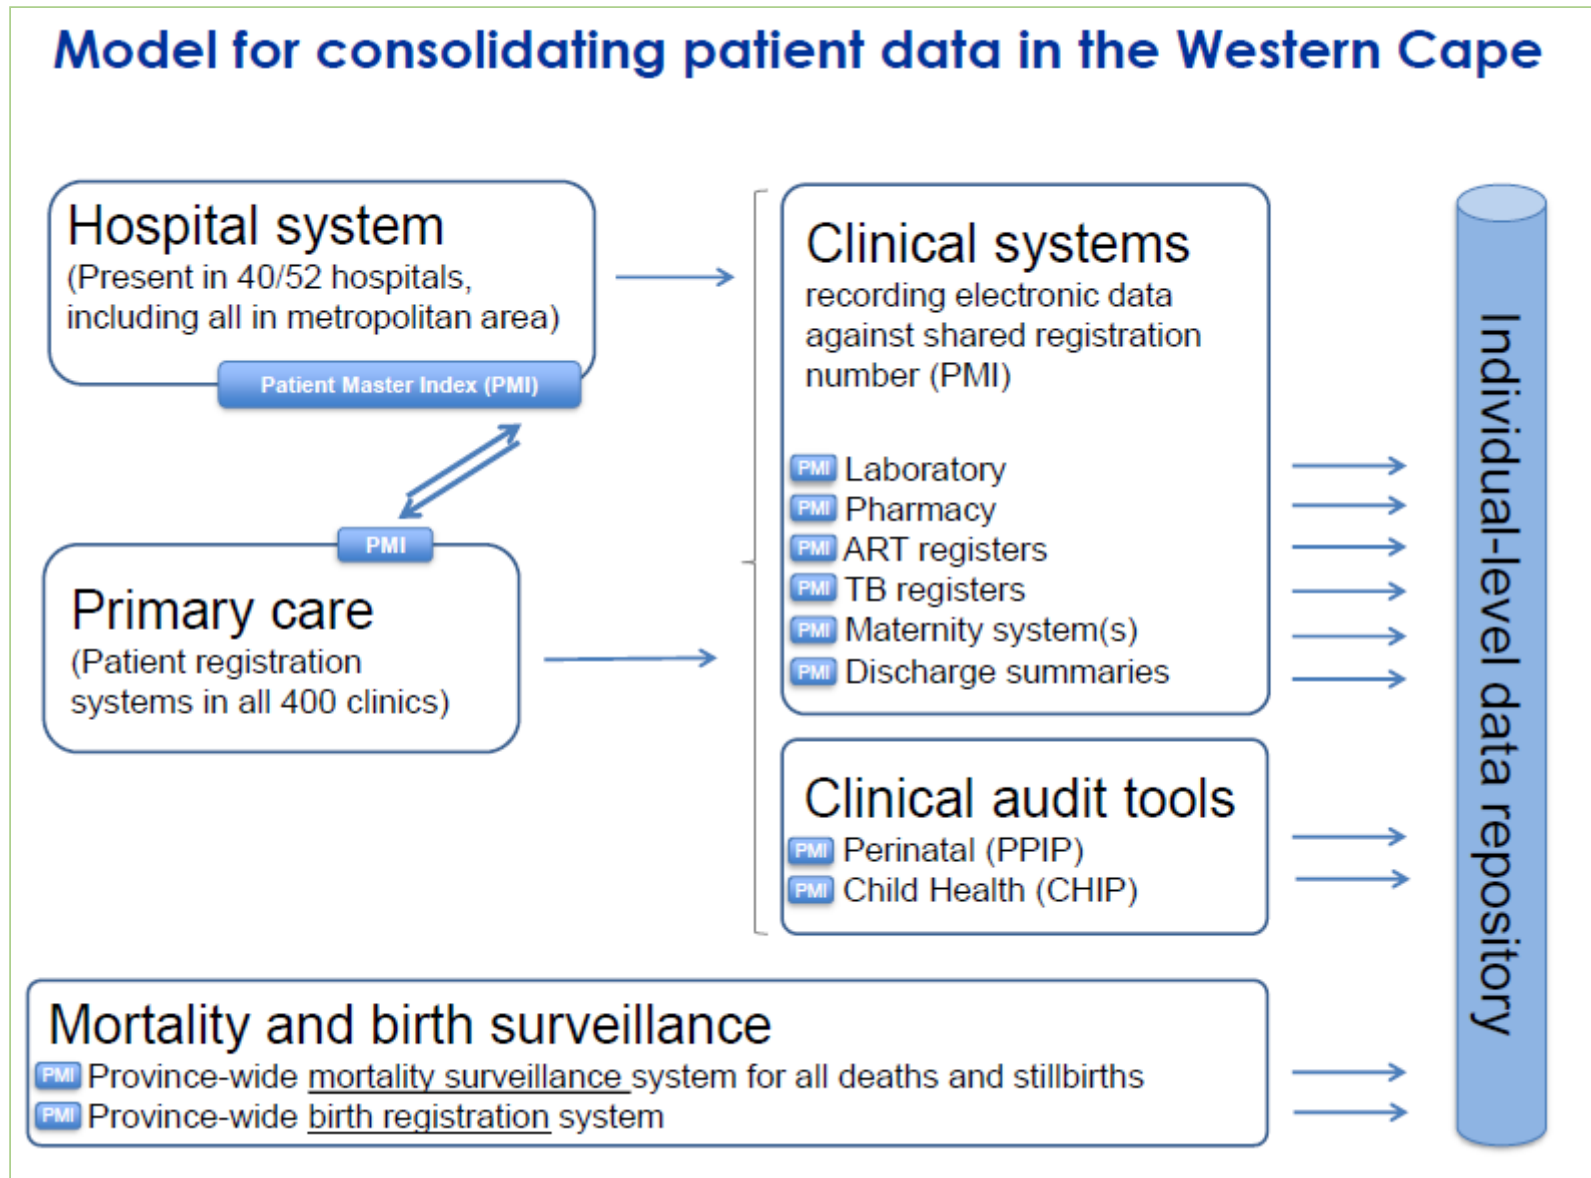 Model for consolidating patient data in the Western Cape
Hospital system
(Present in 40/52 hospitals,
including all in metropolitan area)
Patient Master Index (PMI)
PMI
Primary care
(Patient registration
systems in all 400 clinics)
Clinical systems
recording electronic data
against shared registration
number (PMI)
PMI Laboratory
PMI Pharmacy
PMI ART registers
PMI TB registers
PMI Maternity system(s)
PMI Discharge summaries
Clinical audit tools
PMI Perinatal (PPIP)
PMI Child Health (CHIP)
Mortality and birth surveillance
PMI Province-wide mortality surveillance system for all deaths and stillbirths
PMI Province-wide birth registration system
Individual-level data repository